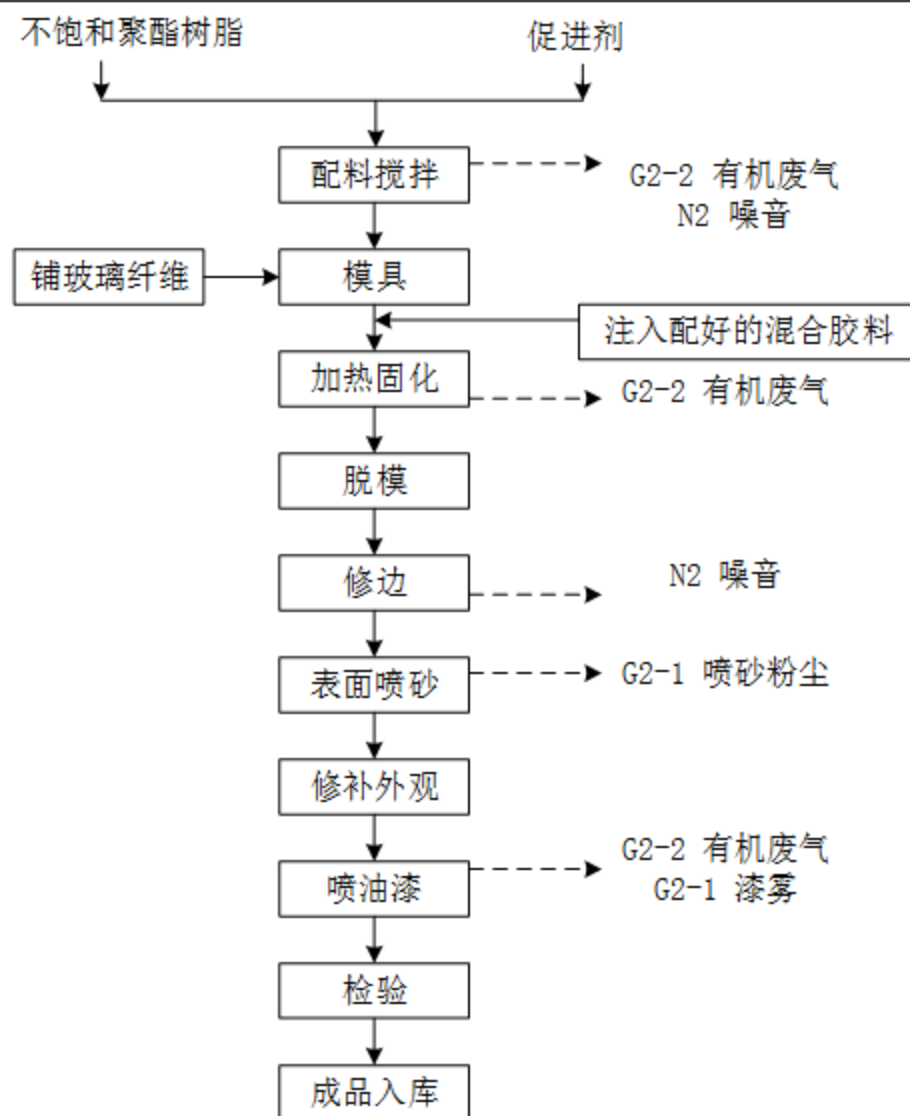 不饱和聚酯树脂
促进剂
配料搅拌
G2-2 有机废气
N2 噪音
铺玻璃纤维
模具
注入配好的混合胶料
加热固化
G2-2 有机废气
脱模
修边
N2 噪音
表面喷砂
G2-1 喷砂粉尘
修补外观
喷油漆
G2-2 有机废气
G2-1 漆雾
检验
成品入库